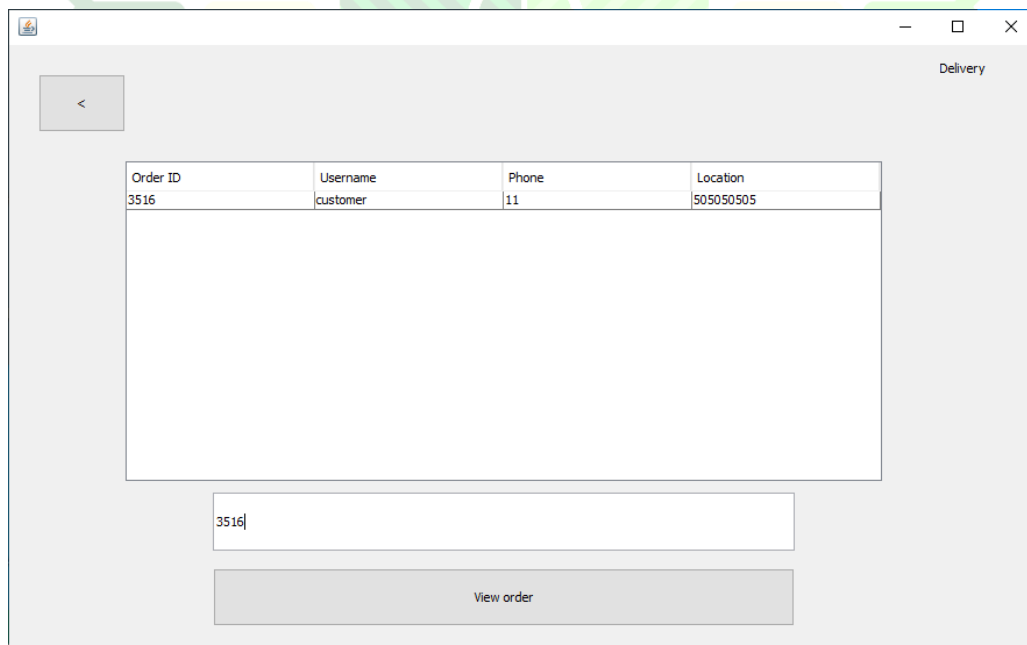 Delivery
<
Order ID Username Phone Location
3516 customer 11 505050505
3516
View order